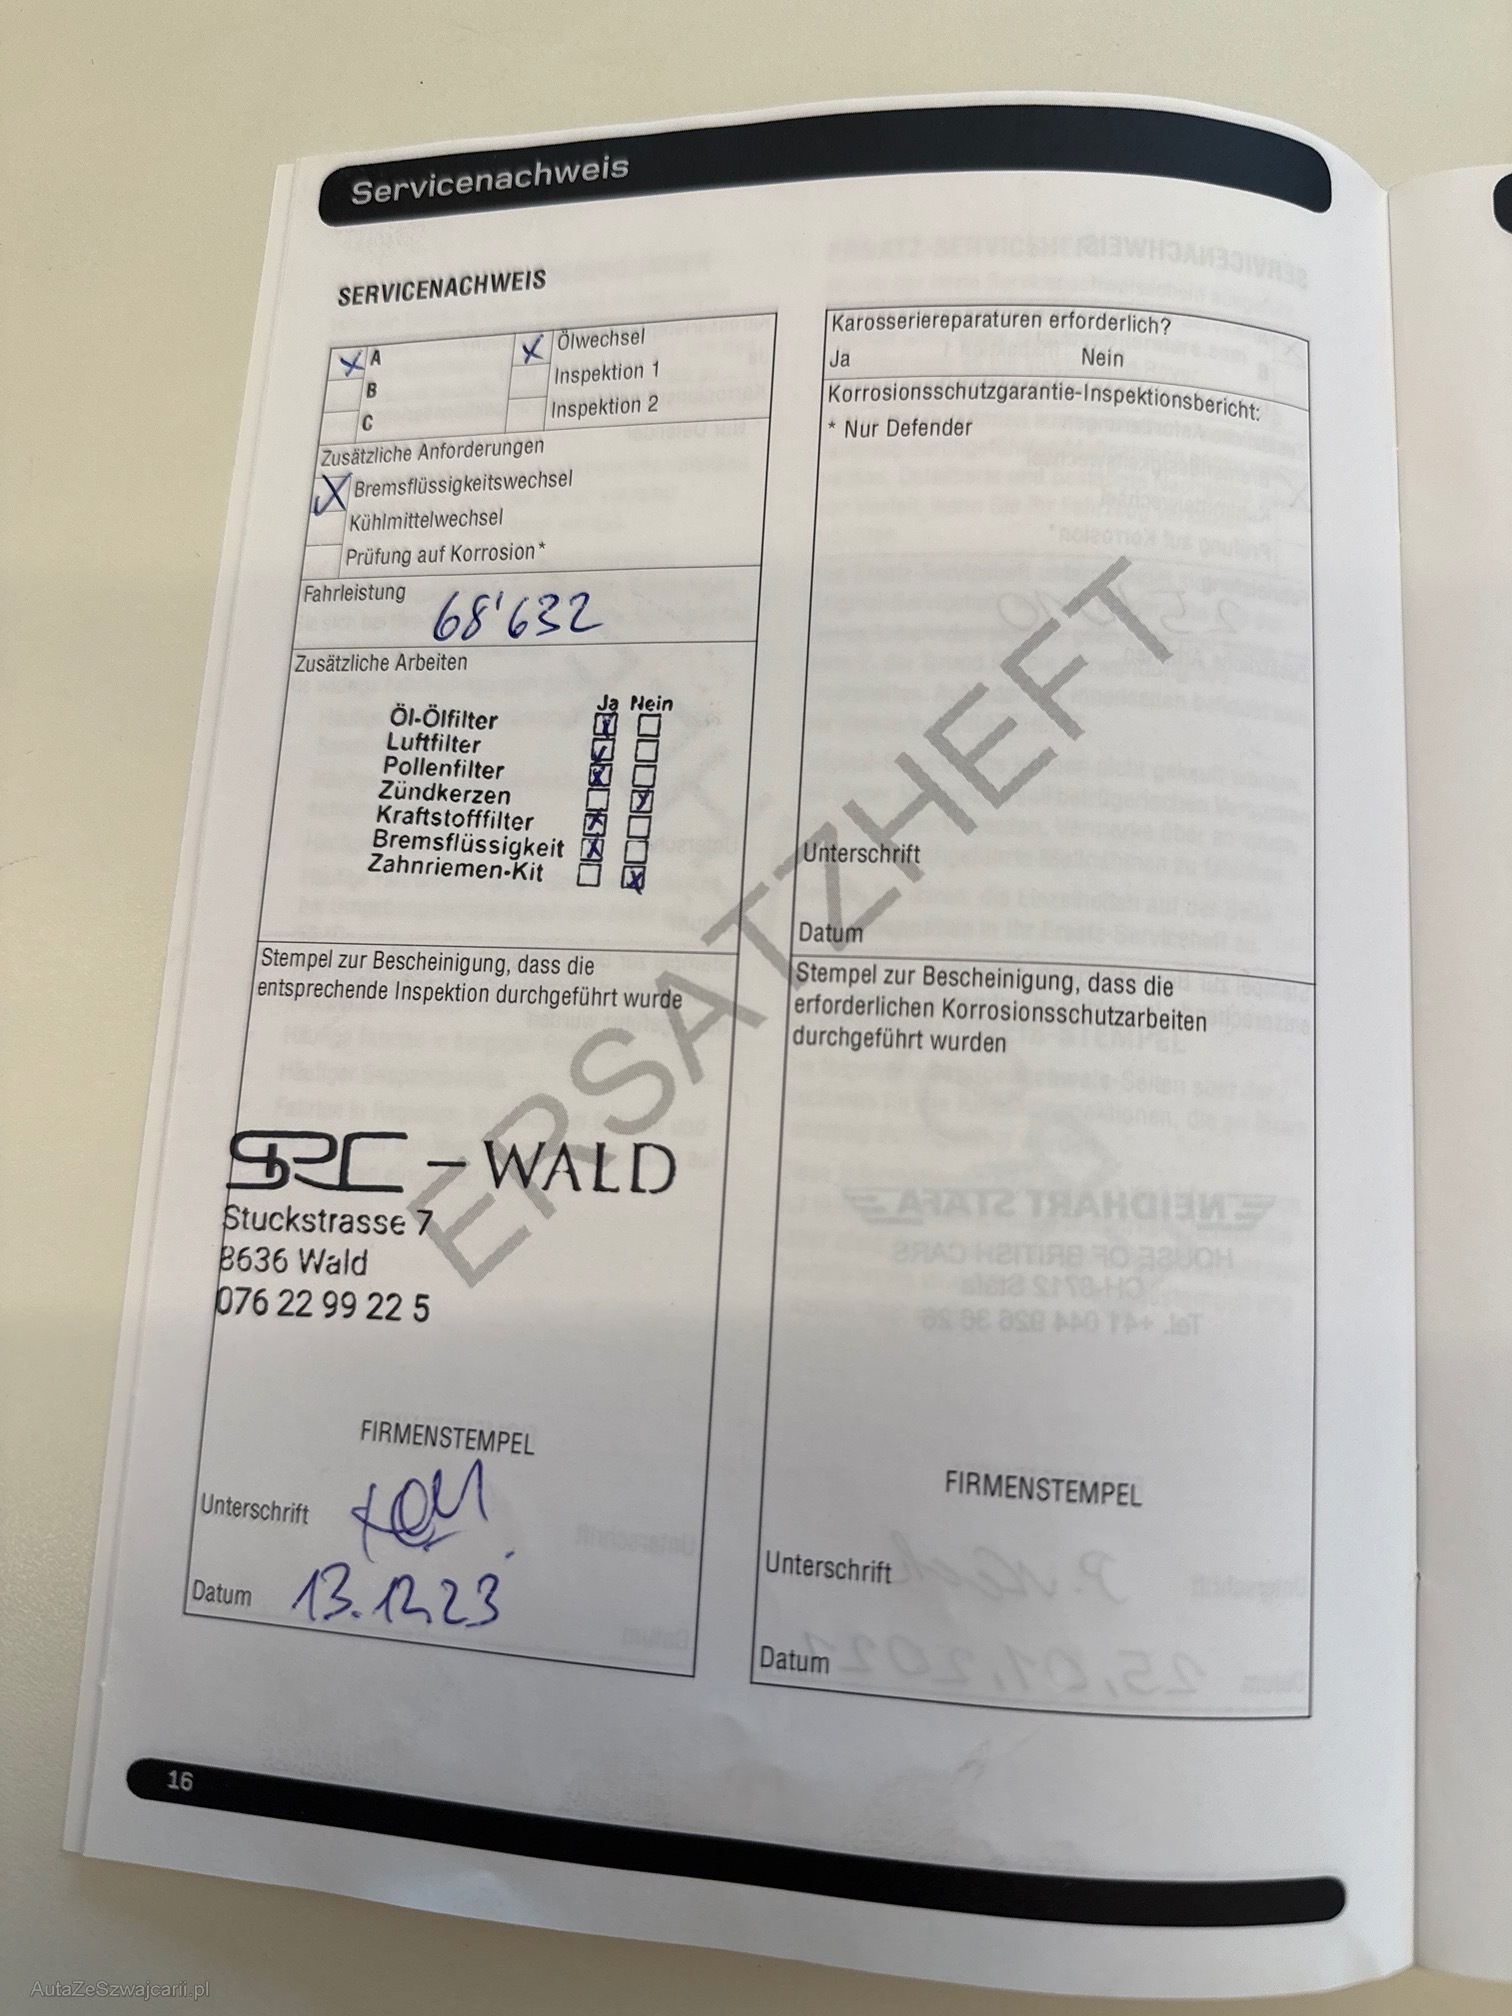 Servicenachweis
SERVICENACHWEIS
X A
B
C
X Ölwechsel
Inspektion 1
Inspektion 2
Zusätzliche Anforderungen
X Bremsflüssigkeitswechsel
Kühlmittelwechsel
Prüfung auf Korrosion*
Fahrleistung 68'632
Zusätzliche Arbeiten
Ja Nein
Öl-Ölfilter
Luftfilter
Pollenfilter
Zündkerzen
Kraftstofffilter
Bremsflüssigkeit
Zahnriemen-Kit
Stempel zur Bescheinigung, dass die
entsprechende Inspektion durchgeführt wurde
SRC - WALD
Stuckstrasse 7
8636 Wald
076 22 99 22 5
FIRMENSTEMPEL
Unterschrift
Datum 13.12.23
Karosseriereparaturen erforderlich?
Ja Nein
Korrosionsschutzgarantie-Inspektionsbericht:
* Nur Defender
Unterschrift
Datum
Stempel zur Bescheinigung, dass die
erforderlichen Korrosionsschutzarbeiten
durchgeführt wurden
FIRMENSTEMPEL
Unterschrift
Datum
ERSATZHEFT
16
AutaZeSzwajcarii.pl